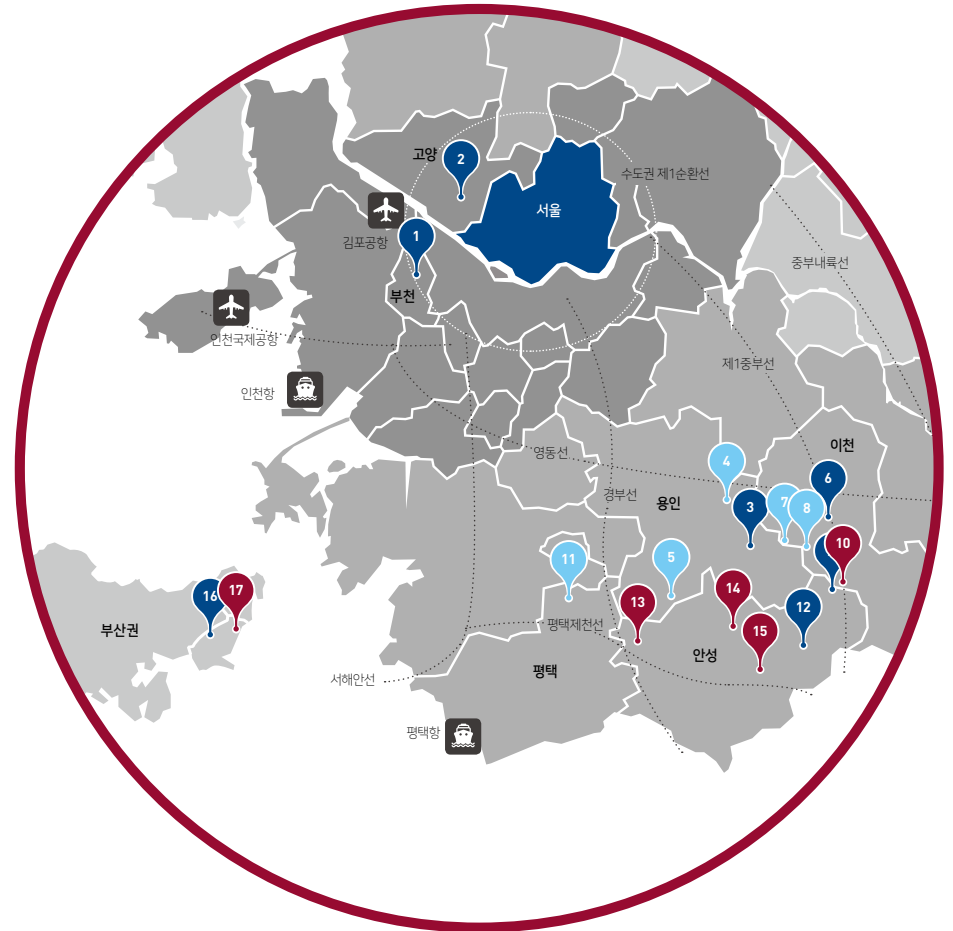 고양
2
수도권 제1순환선
서울
김포공항
1
중부내륙선
부천
인천국제공항
제1중부선
인천항
이천
영동선
4
6
경부선
용인
3
7
8
10
11
5
16
17
13
14
12
부산권
평택제천선
15
안성
서해안선
평택
평택항